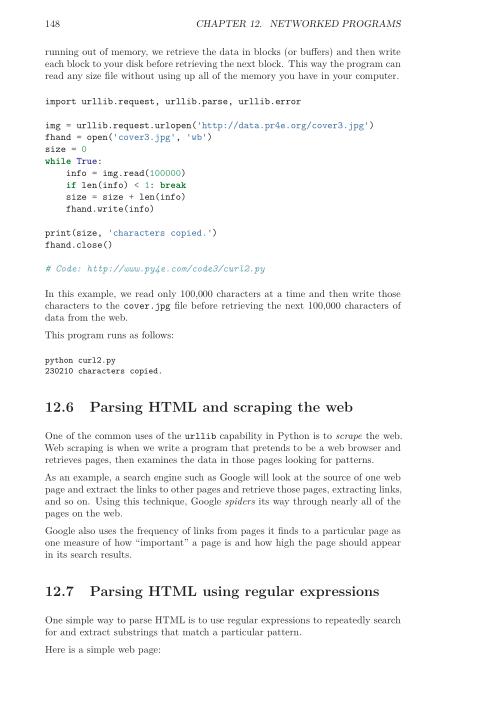 148 CHAPTER 12. NETWORKED PROGRAMS
running out of memory, we retrieve the data in blocks (or buffers) and then write
each block to your disk before retrieving the next block. This way the program can
read any size file without using up all of the memory you have in your computer.
import urllib.request, urllib.parse, urllib.error
img = urllib.request.urlopen('http://data.pr4e.org/cover3.jpg')
fhand = open('cover3.jpg', 'wb')
size = 0
while True:
    info = img.read(100000)
    if len(info) < 1: break
    size = size + len(info)
    fhand.write(info)
print(size, 'characters copied.')
fhand.close()
# Code: http://www.py4e.com/code3/curl2.py
In this example, we read only 100,000 characters at a time and then write those
characters to the cover.jpg file before retrieving the next 100,000 characters of
data from the web.
This program runs as follows:
python curl2.py
230210 characters copied.
12.6 Parsing HTML and scraping the web
One of the common uses of the urllib capability in Python is to scrape the web.
Web scraping is when we write a program that pretends to be a web browser and
retrieves pages, then examines the data in those pages looking for patterns.
As an example, a search engine such as Google will look at the source of one web
page and extract the links to other pages and retrieve those pages, extracting links,
and so on. Using this technique, Google spiders its way through nearly all of the
pages on the web.
Google also uses the frequency of links from pages it finds to a particular page as
one measure of how “important” a page is and how high the page should appear
in its search results.
12.7 Parsing HTML using regular expressions
One simple way to parse HTML is to use regular expressions to repeatedly search
for and extract substrings that match a particular pattern.
Here is a simple web page: